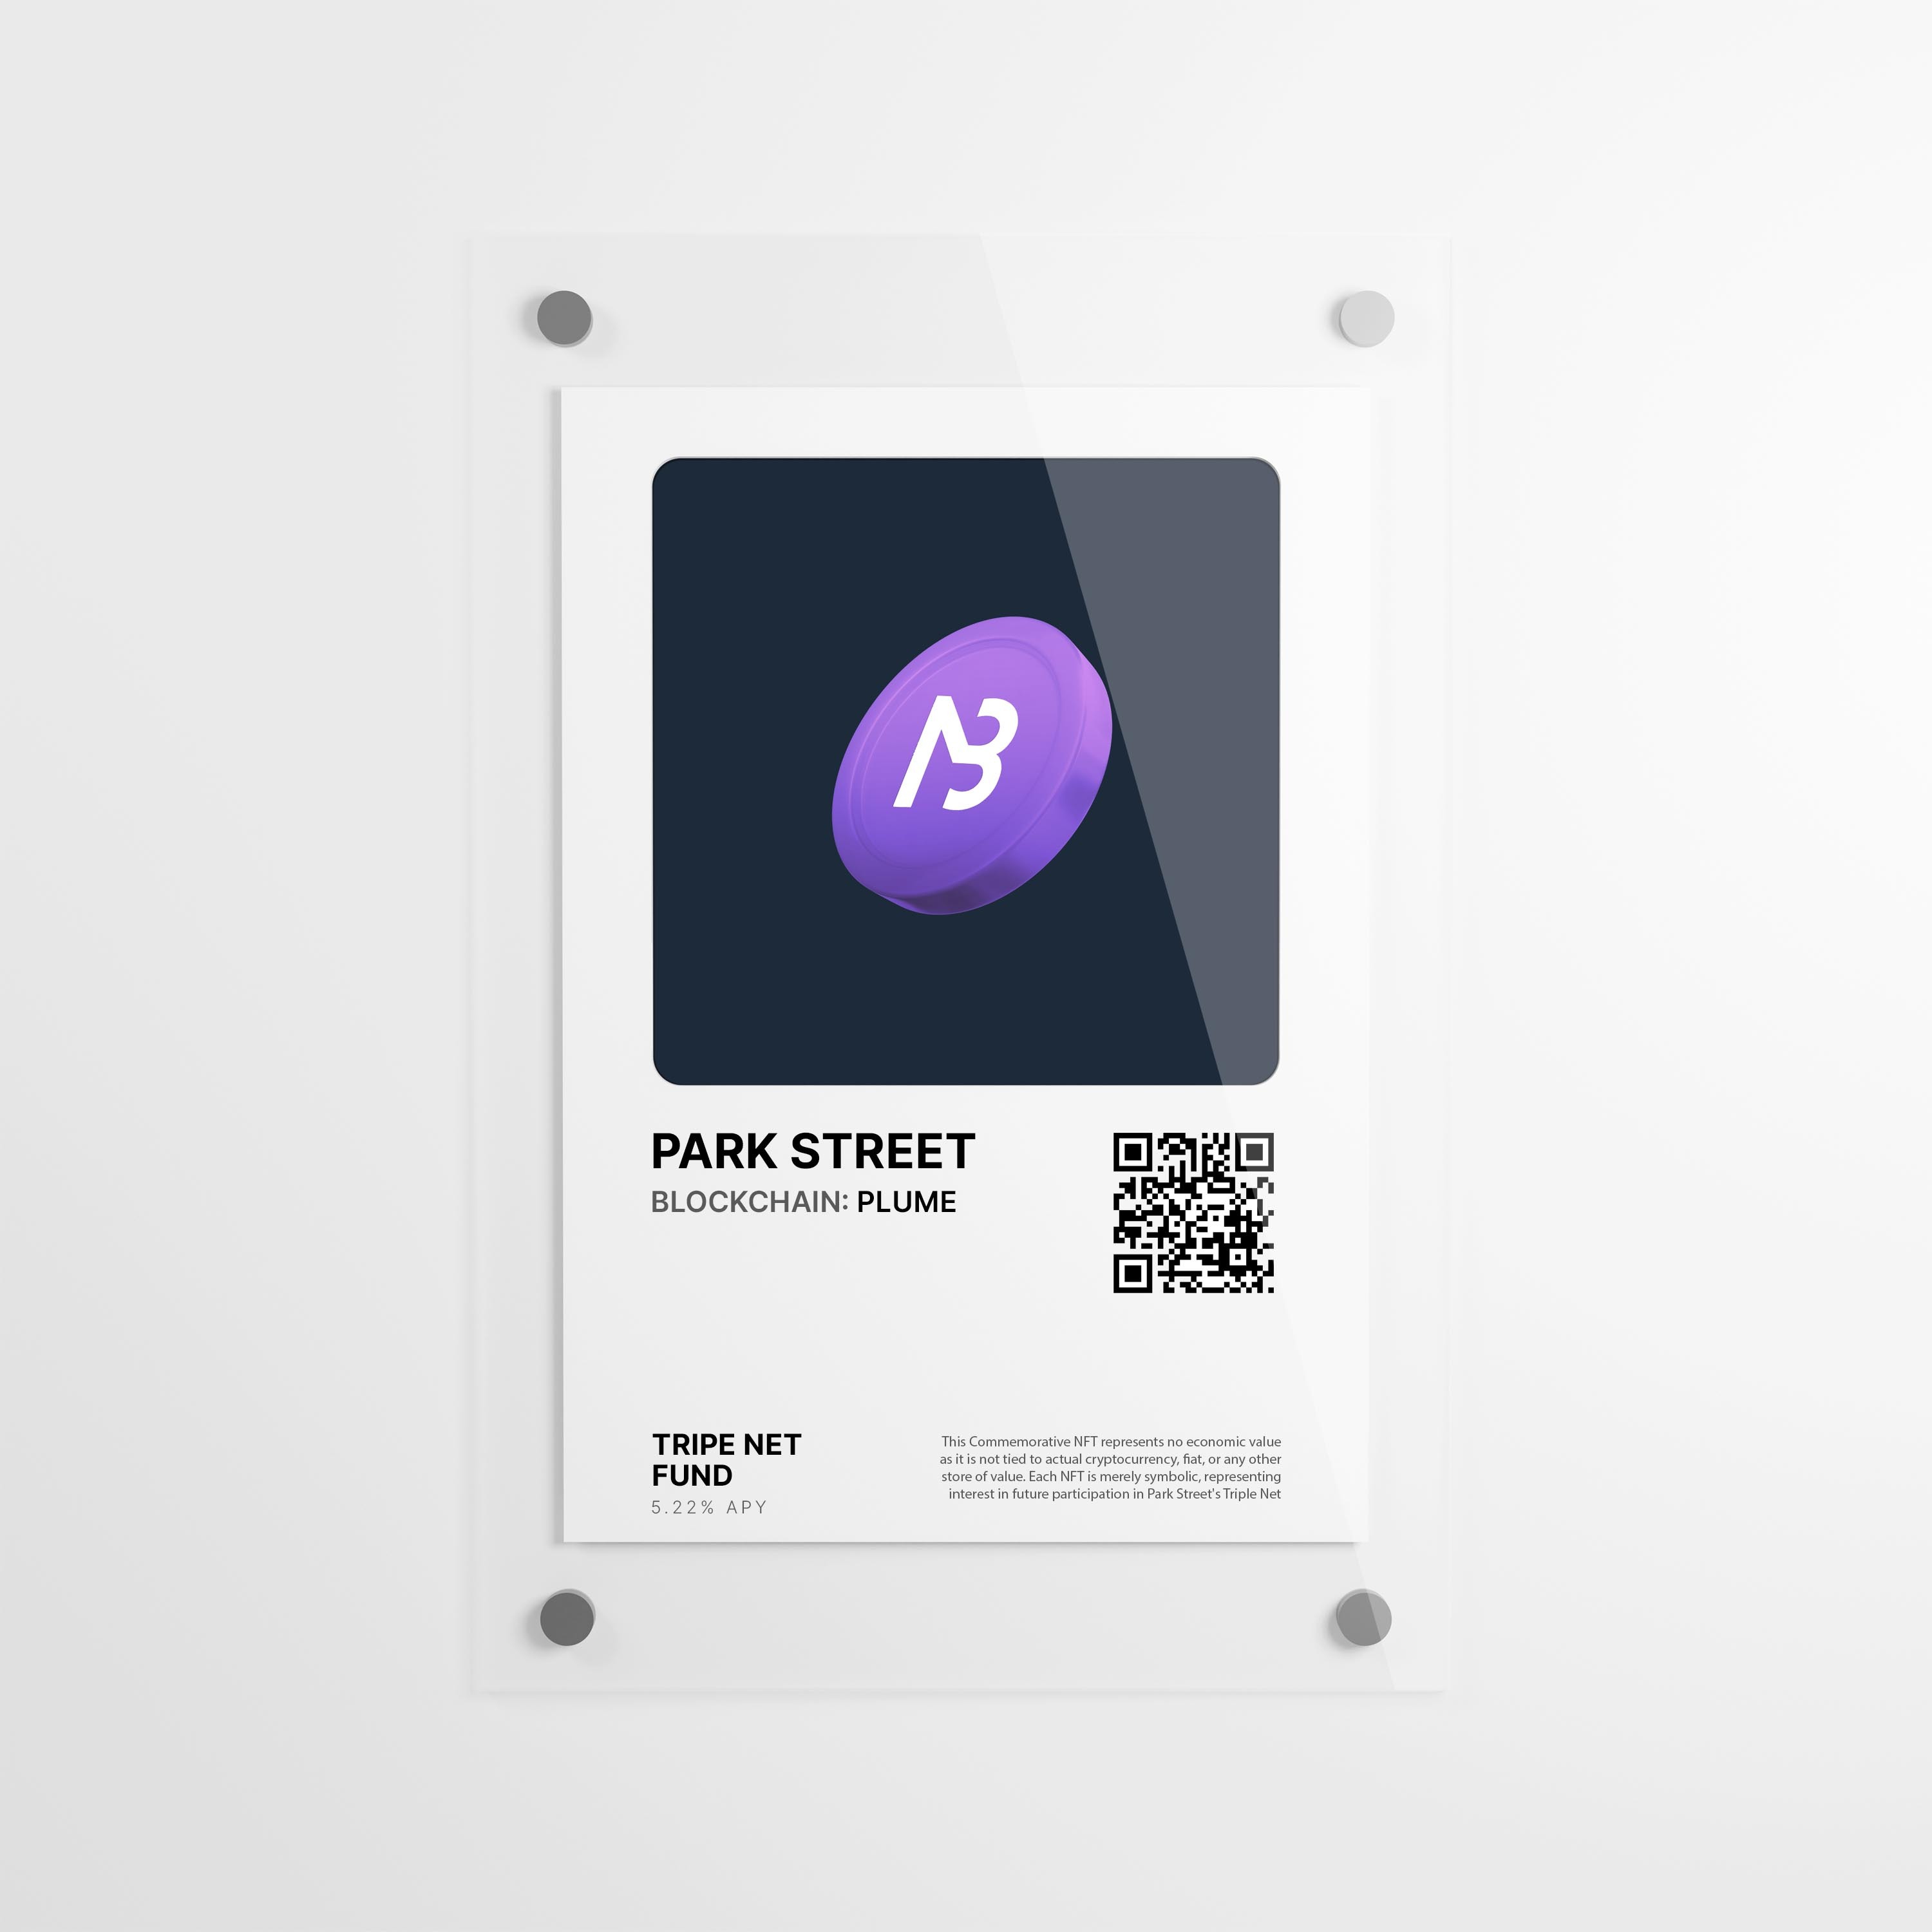 PARK STREET
BLOCKCHAIN: PLUME
TRIPE NET
FUND
5.22% APY
This Commemorative NFT represents no economic value
as it is not tied to actual cryptocurrency, fiat, or any other
store of value. Each NFT is merely symbolic, representing
interest in future participation in Park Street's Triple Net